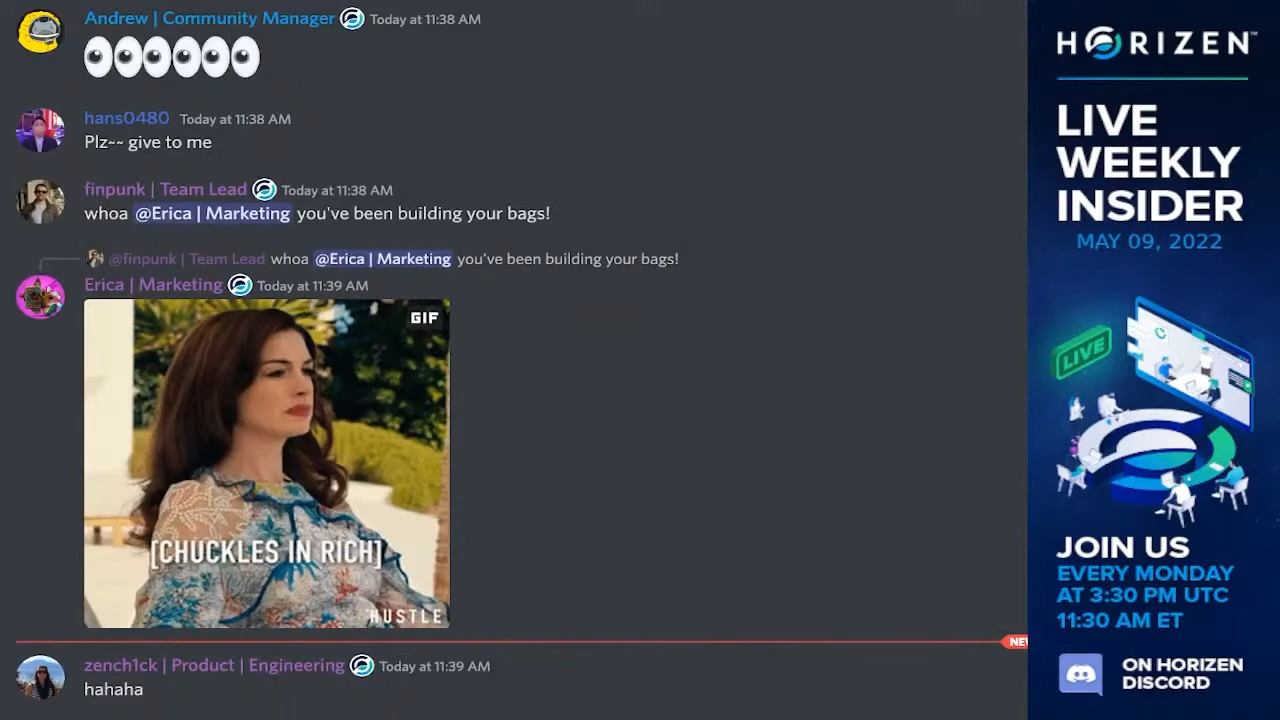 Andrew | Community Manager Today at 11:38 AM
hans0480 Today at 11:38 AM
Plz~~ give to me
finpunk | Team Lead Today at 11:38 AM
whoa @Erica | Marketing you've been building your bags!
@finpunk | Team Lead whoa @Erica | Marketing you've been building your bags!
Erica | Marketing Today at 11:39 AM
GIF
[CHUCKLES IN RICH]
HUSTLE
NEW
zench1ck | Product | Engineering Today at 11:39 AM
hahaha
HORIZEN™
LIVE
WEEKLY
INSIDER
MAY 09, 2022
LIVE
JOIN US
EVERY MONDAY
AT 3:30 PM UTC
11:30 AM ET
ON HORIZEN
DISCORD